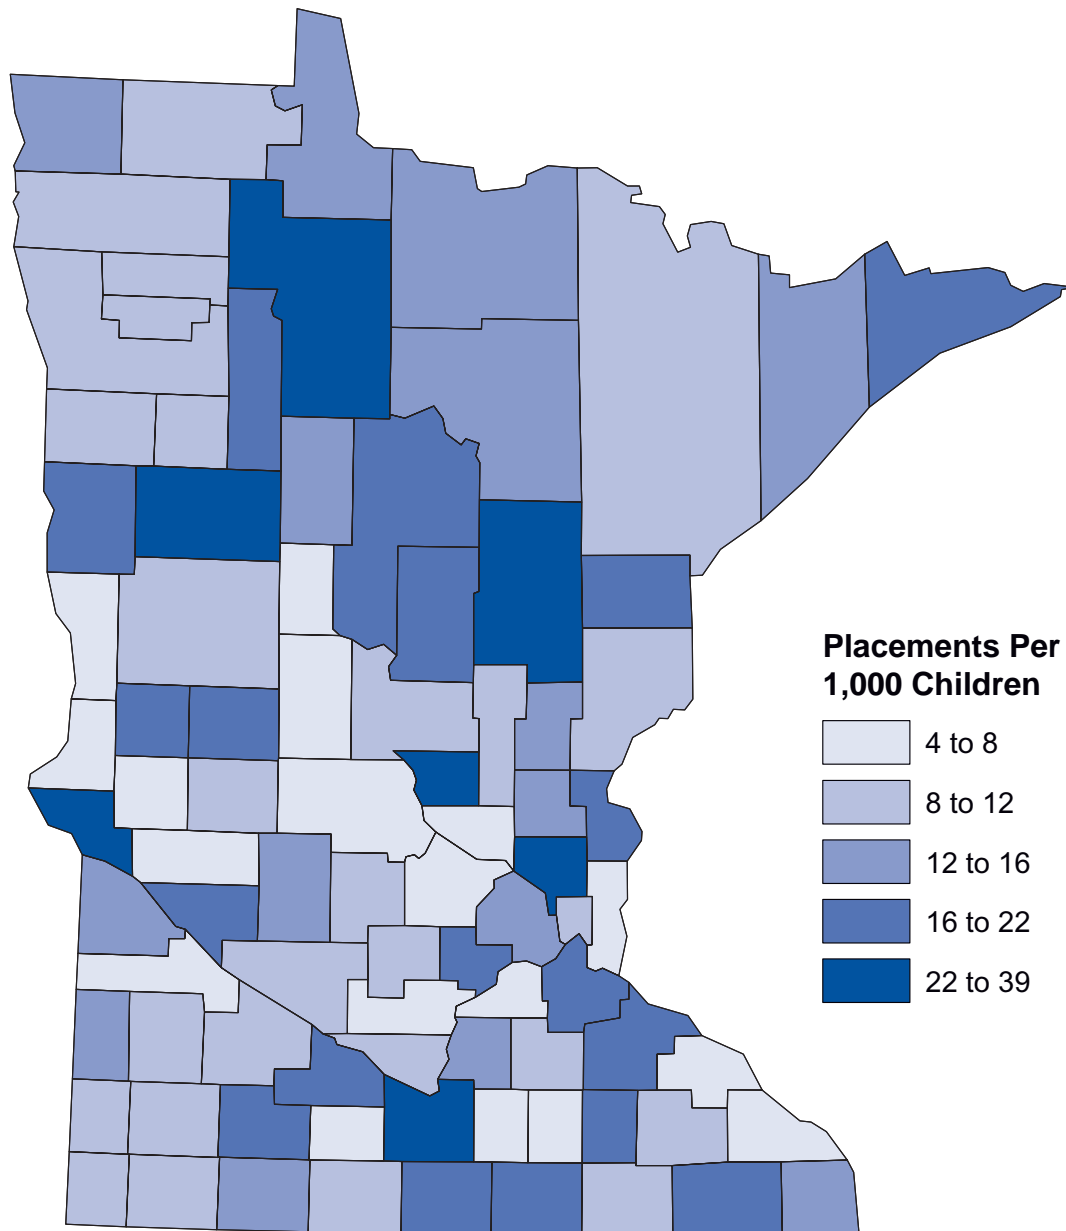 Placements Per
1,000 Children
4 to 8
8 to 12
12 to 16
16 to 22
22 to 39